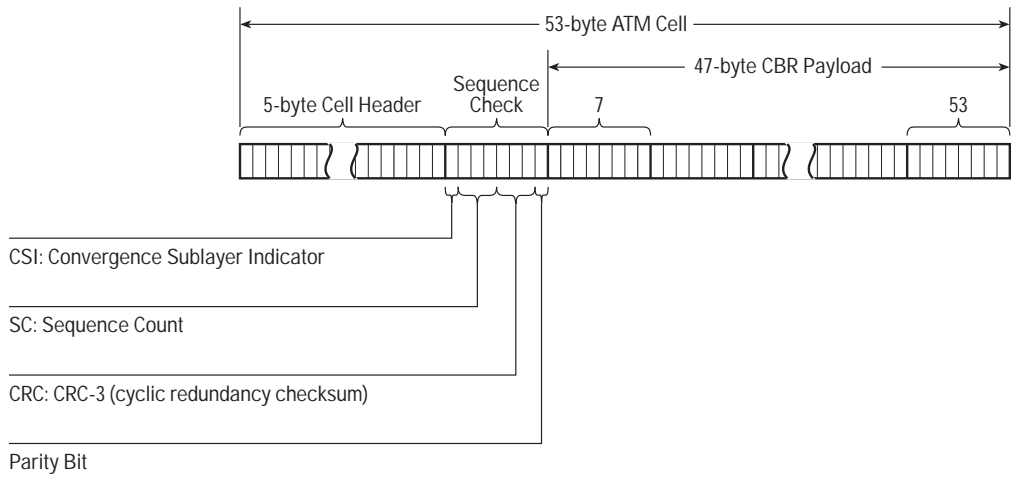 53-byte ATM Cell
47-byte CBR Payload
Sequence
Check
5-byte Cell Header
7
53
CSI: Convergence Sublayer Indicator
SC: Sequence Count
CRC: CRC-3 (cyclic redundancy checksum)
Parity Bit